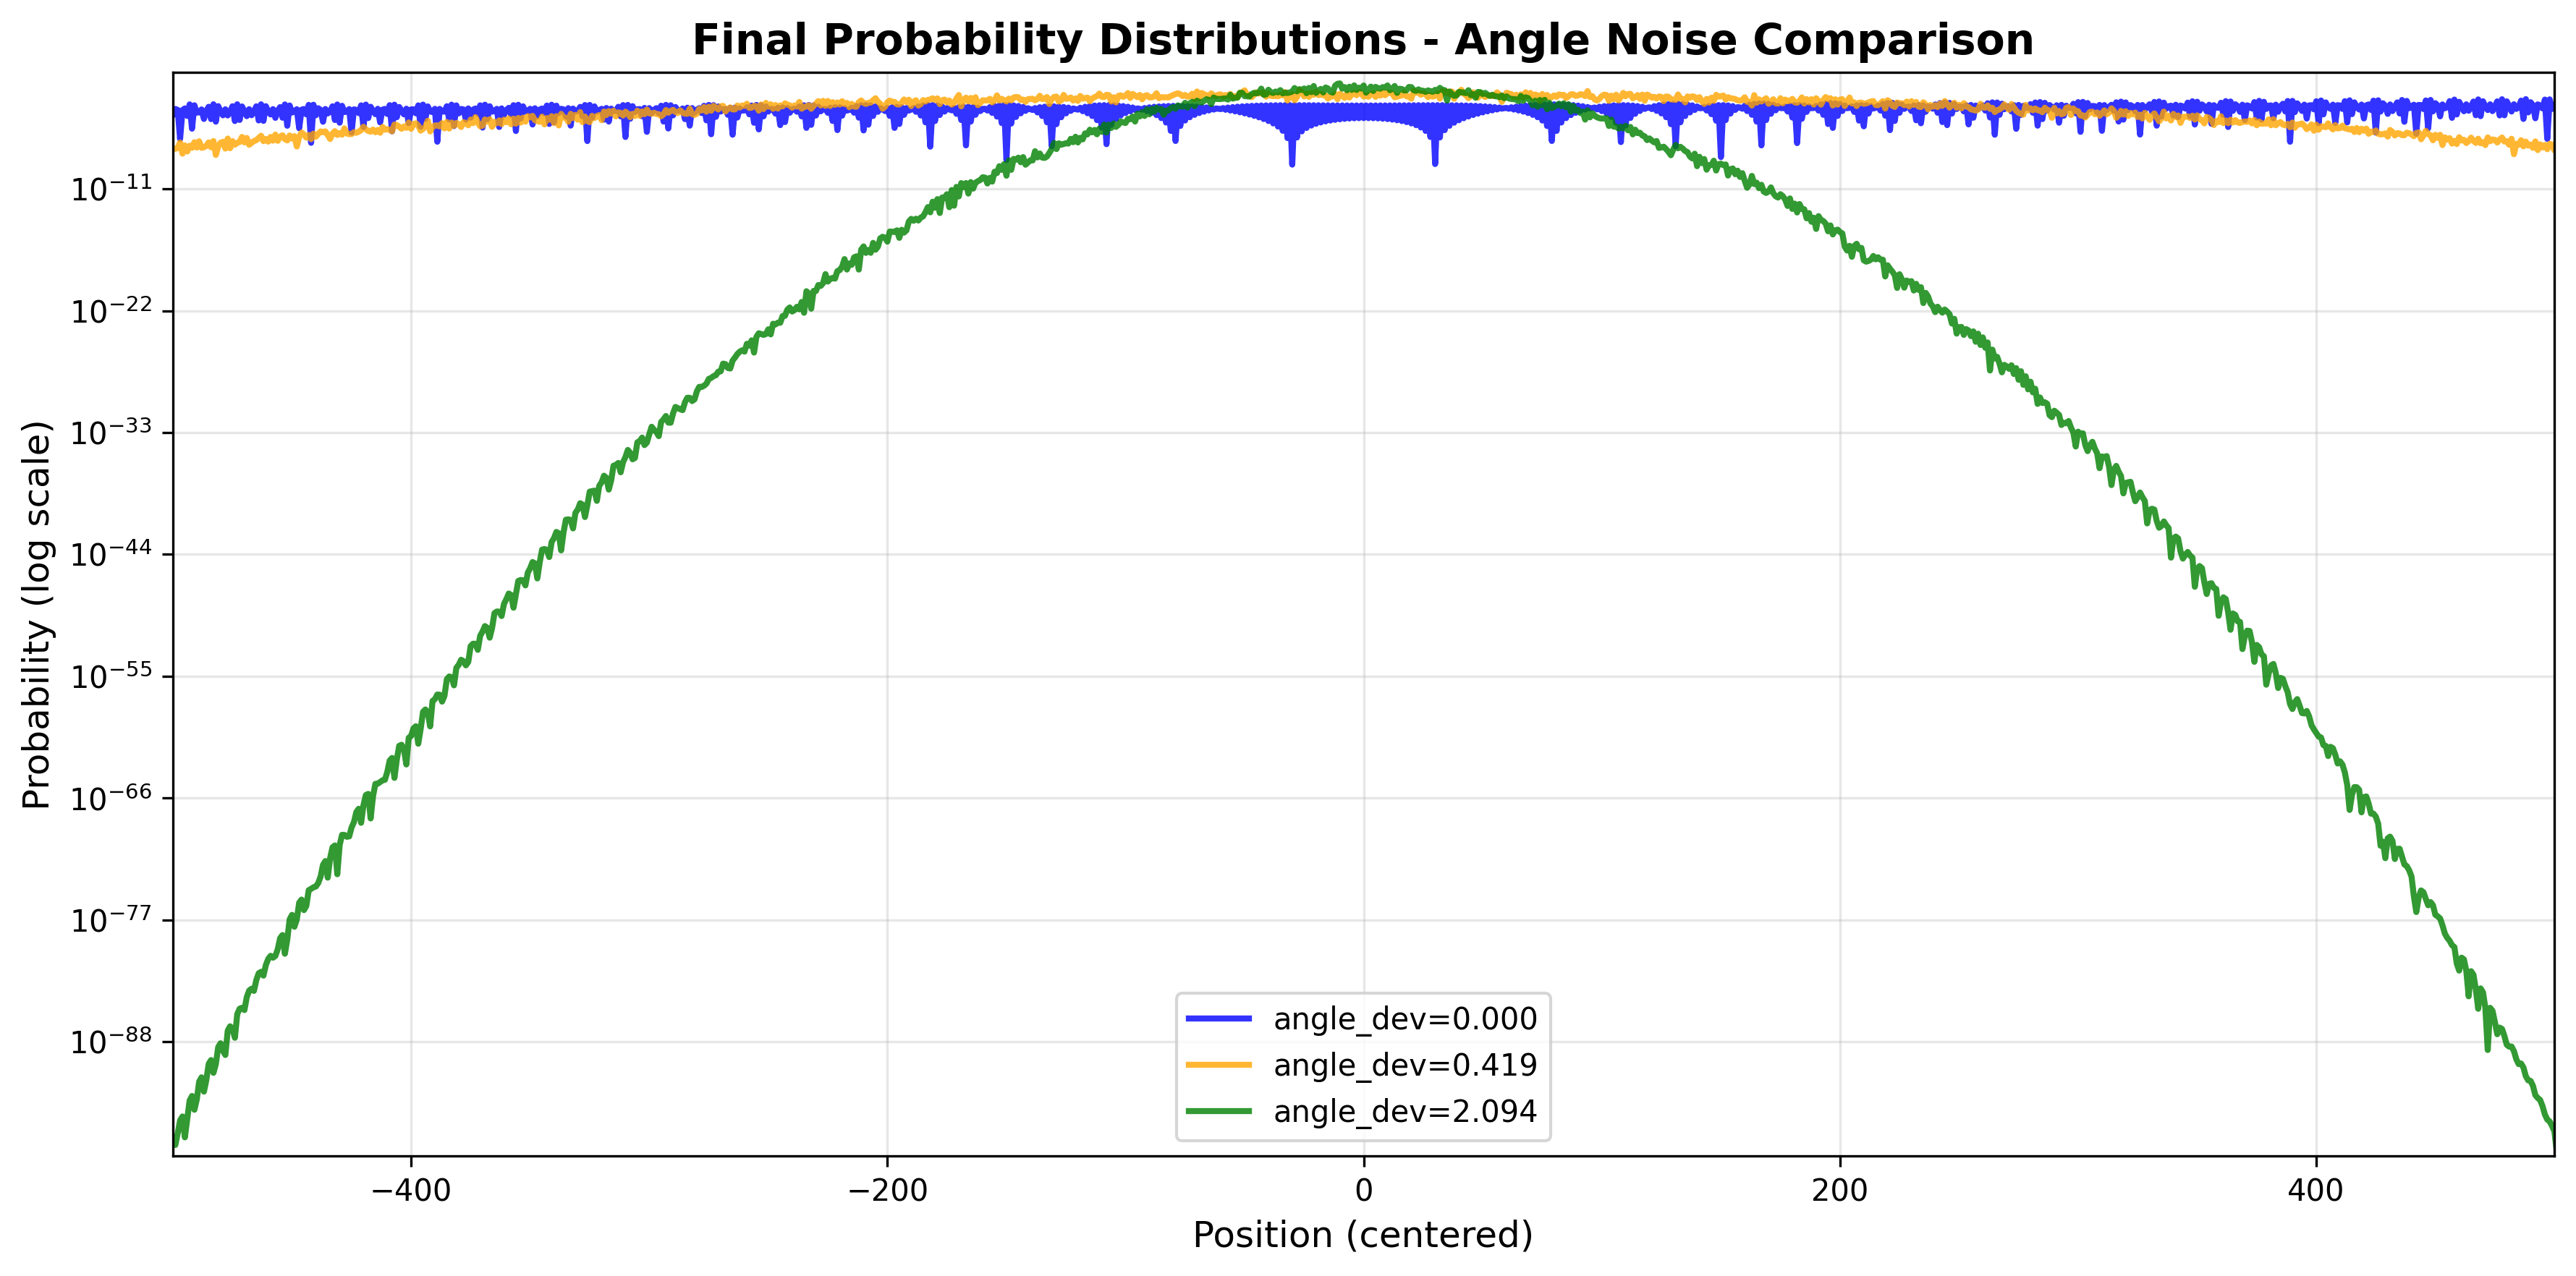 Final Probability Distributions - Angle Noise Comparison
Probability (log scale)
10⁻¹¹
10⁻²²
10⁻³³
10⁻⁴⁴
10⁻⁵⁵
10⁻⁶⁶
10⁻⁷⁷
10⁻⁸⁸
angle_dev=0.000
angle_dev=0.419
angle_dev=2.094
−400 −200 0 200 400
Position (centered)